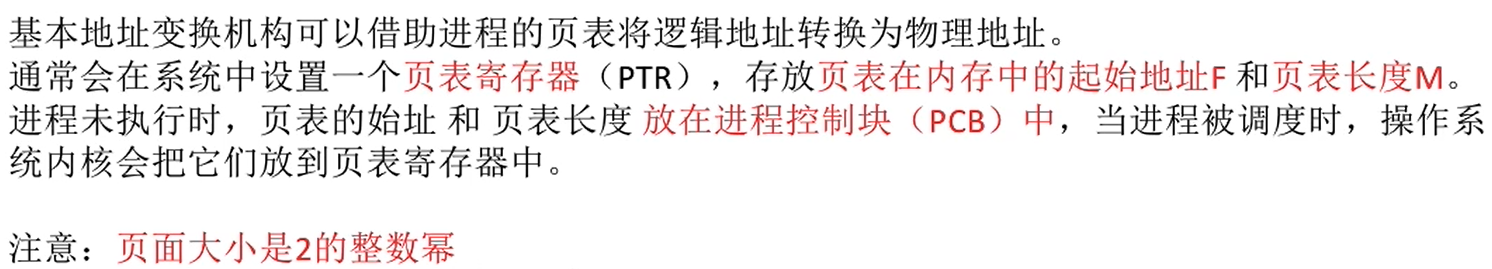 基本地址变换机构可以借助进程的页表将逻辑地址转换为物理地址。
通常会在系统中设置一个页表寄存器（PTR），存放页表在内存中的起始地址F 和页表长度M。
进程未执行时，页表的始址 和 页表长度 放在进程控制块（PCB）中，当进程被调度时，操作系
统内核会把它们放到页表寄存器中。
注意：页面大小是2的整数幂